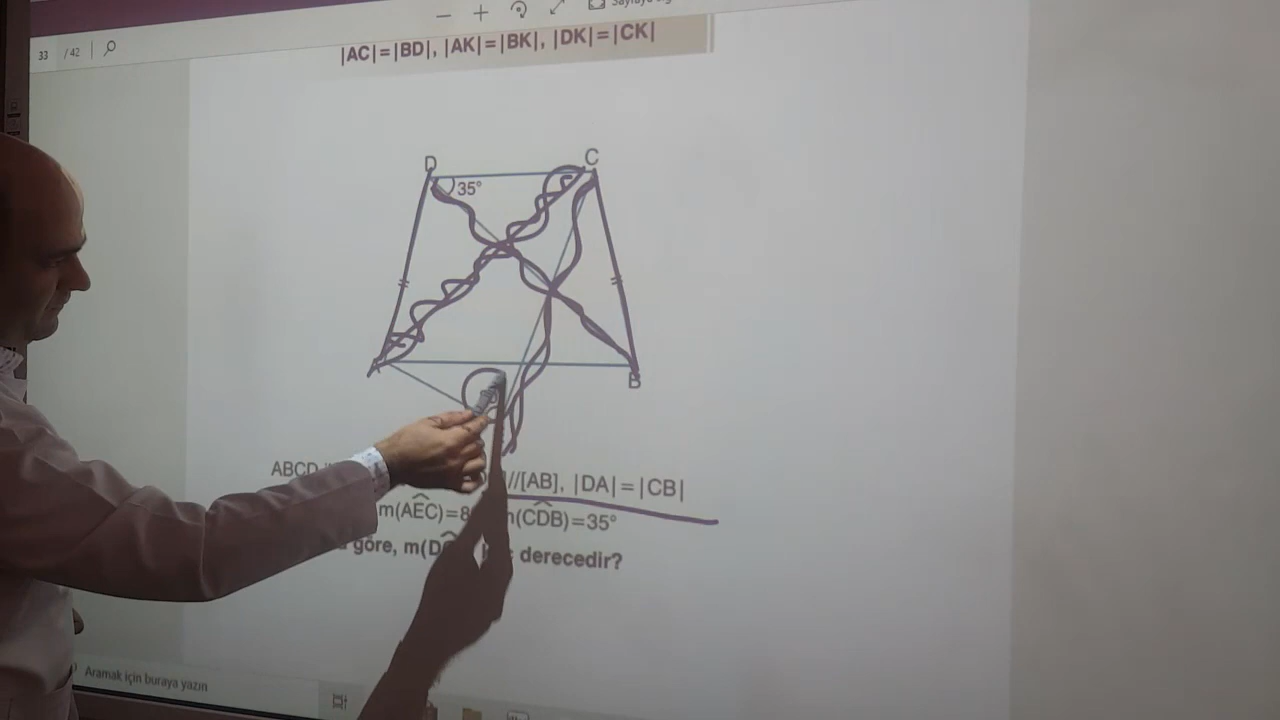 33 / 42 Sayfaya
|AC|=|BD|, |AK|=|BK|, |DK|=|CK|
D C
35°
B
ABCD //[AB], |DA|=|CB|
m(AEC)=8 m(CDB)=35°
göre, derecedir?
Aramak için buraya yazın